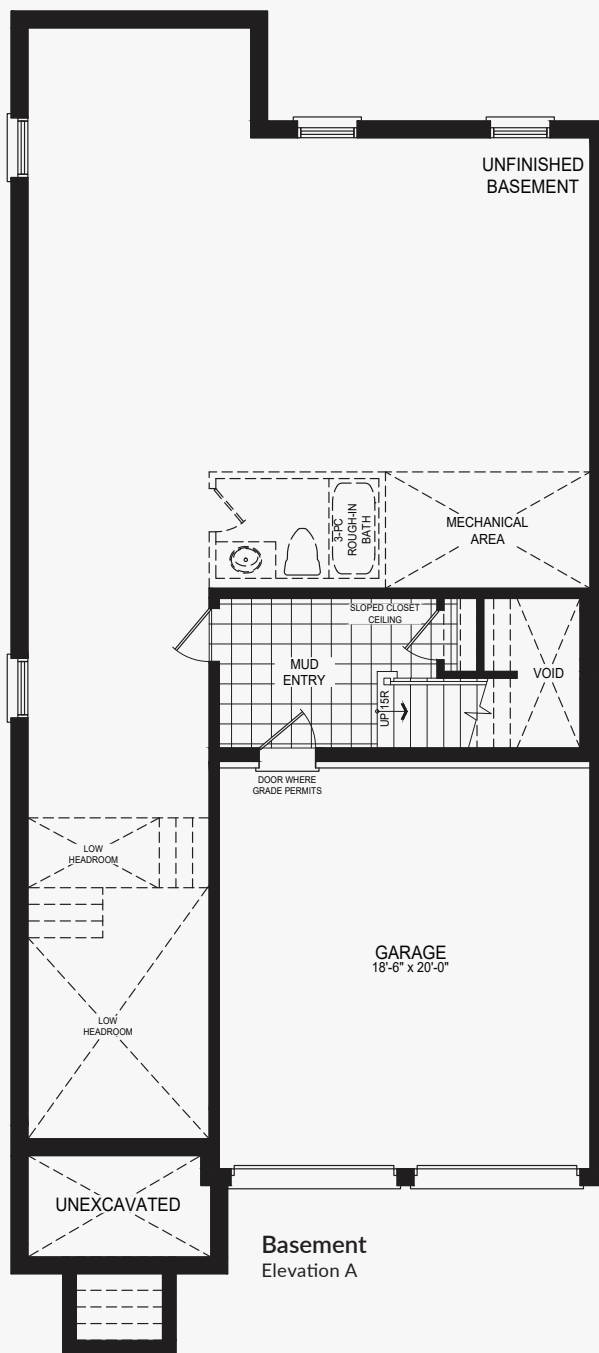 UNFINISHED
BASEMENT
3-PC
ROUGH-IN
BATH
MECHANICAL
AREA
SLOPED CLOSET
CEILING
MUD
ENTRY
VOID
UP 15R
DOOR WHERE
GRADE PERMITS
LOW
HEADROOM
GARAGE
18'-6" x 20'-0"
LOW
HEADROOM
UNEXCAVATED
Basement
Elevation A